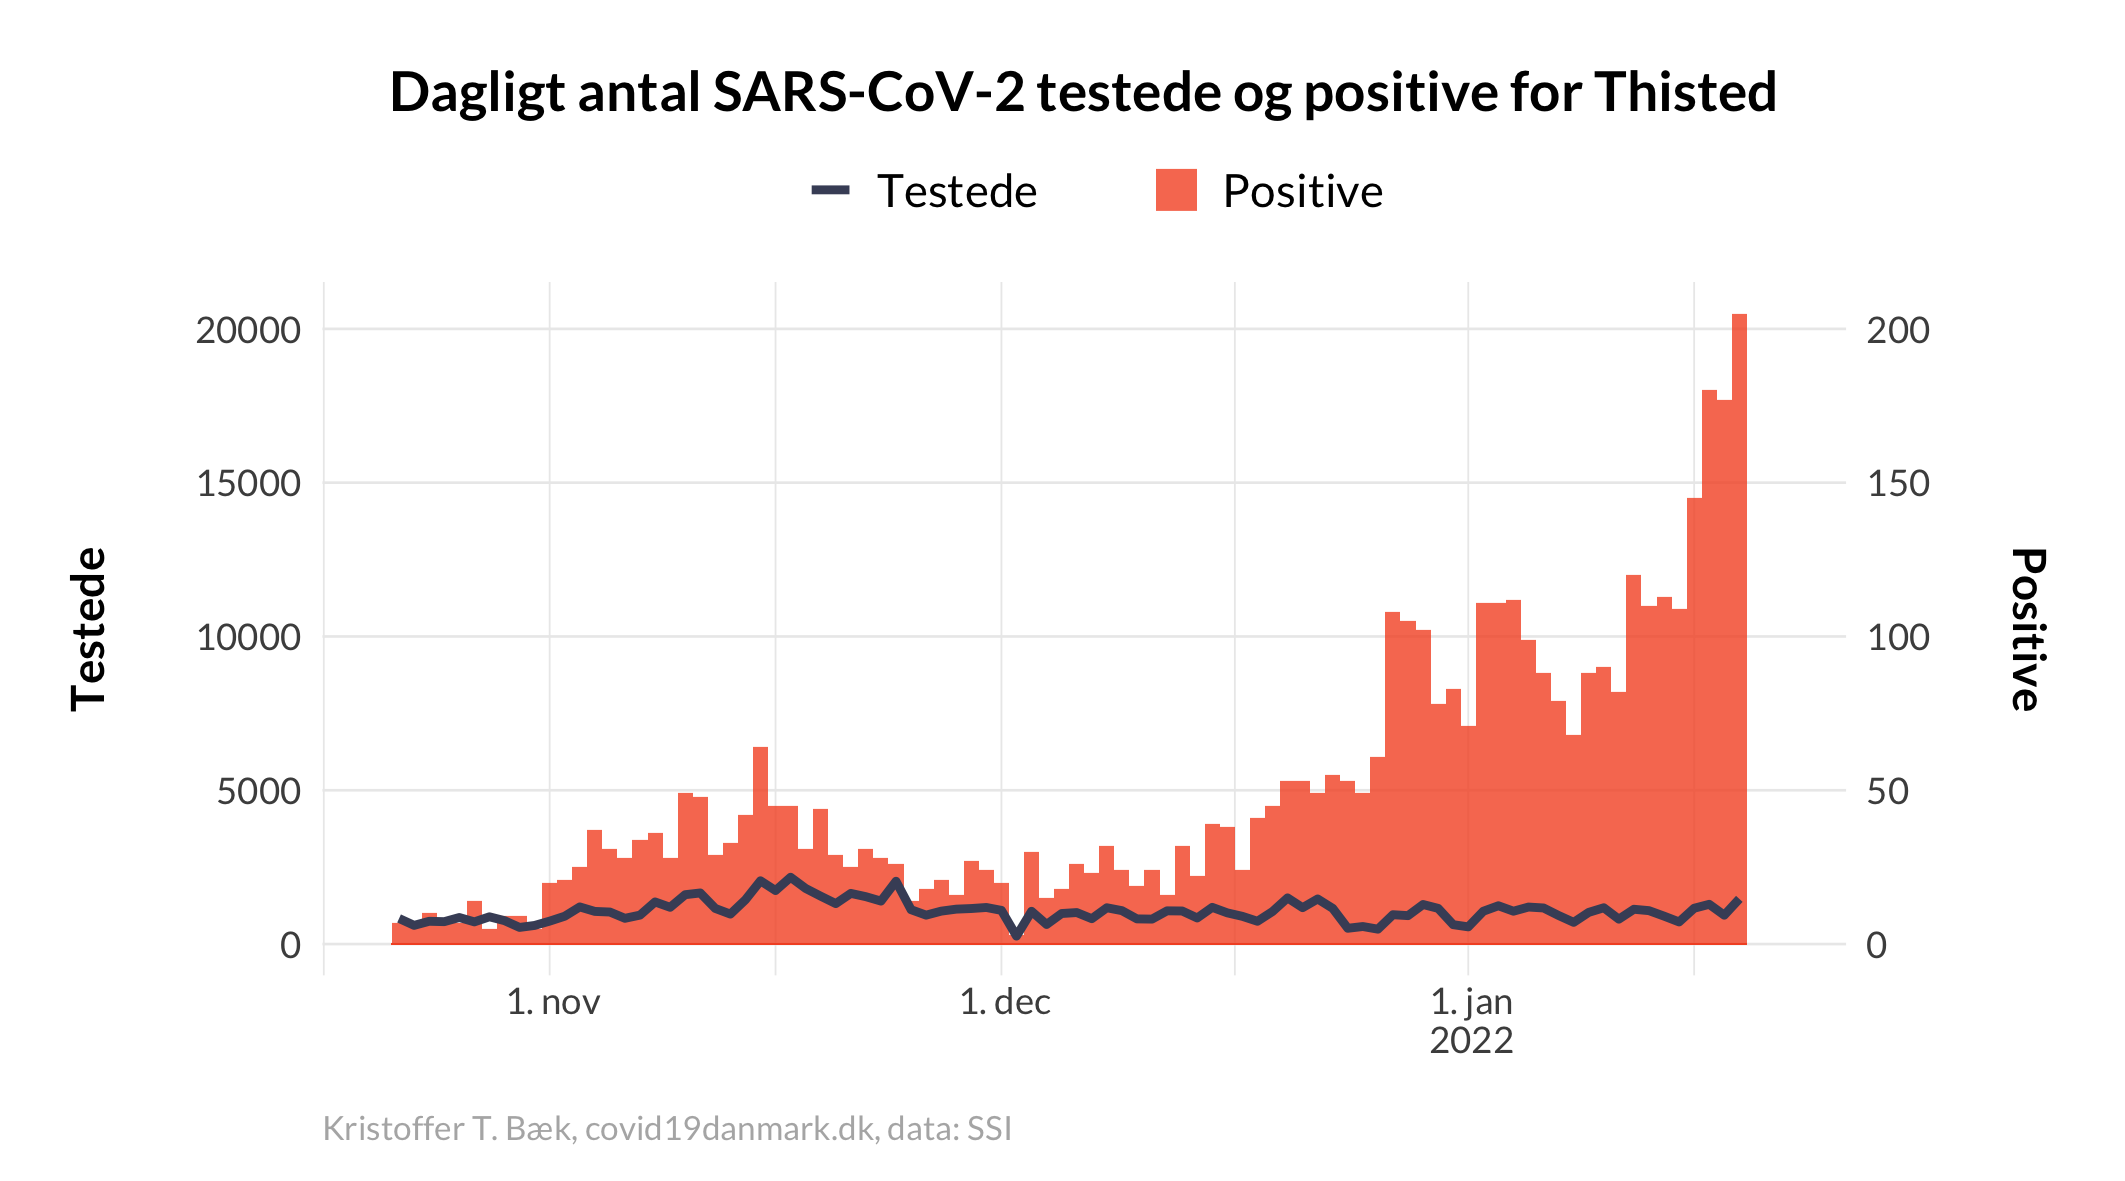 Dagligt antal SARS-CoV-2 testede og positive for Thisted
Testede
Positive
20000
15000
10000
5000
0
Testede
200
150
100
50
0
Positive
1. nov
1. dec
1. jan
2022
Kristoffer T. Bæk, covid19danmark.dk, data: SSI